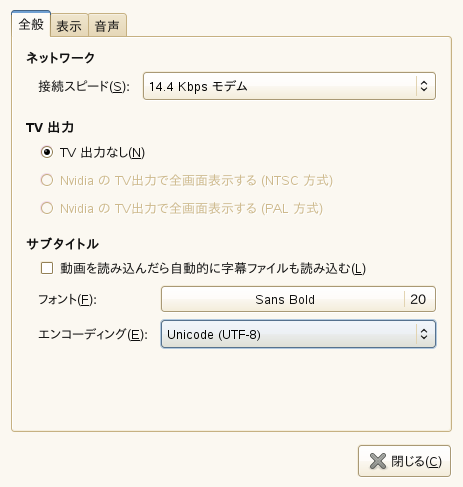 全般 表示 音声
ネットワーク
接続スピード(S): 14.4 Kbps モデム
TV 出力
TV 出力なし(N)
Nvidia の TV出力で全画面表示する (NTSC 方式)
Nvidia の TV出力で全画面表示する (PAL 方式)
サブタイトル
動画を読み込んだら自動的に字幕ファイルも読み込む(L)
フォント(F): Sans Bold 20
エンコーディング(E): Unicode (UTF-8)
閉じる(C)